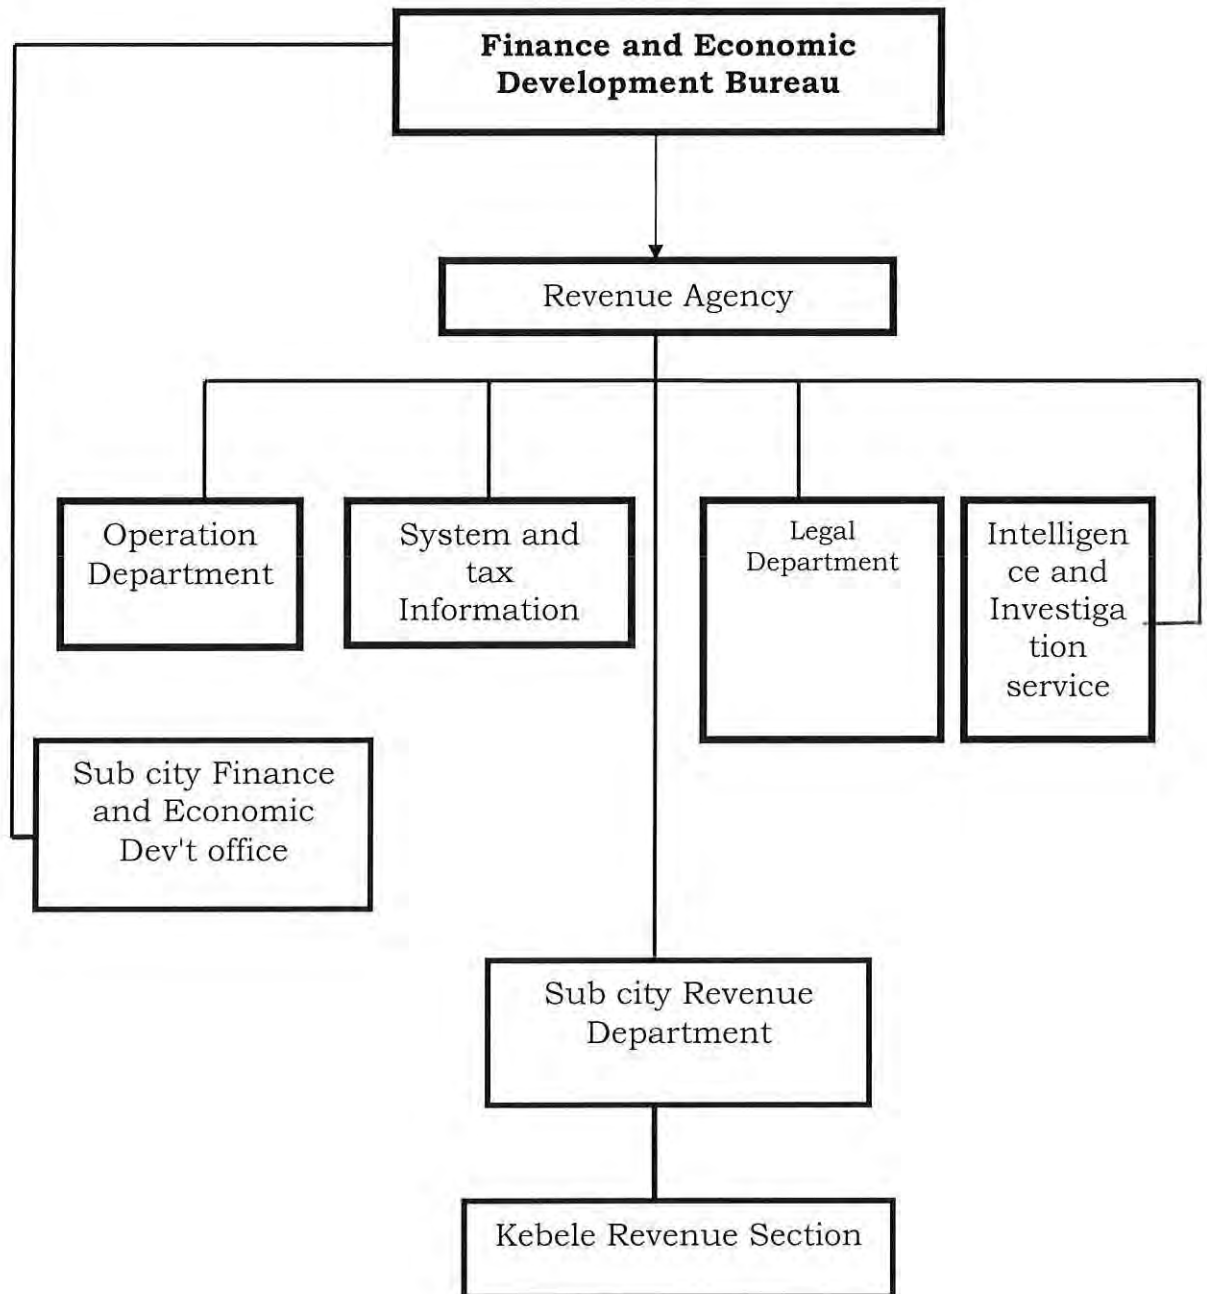 Finance and Economic
Development Bureau
Revenue Agency
Operation
Department
System and
tax
Information
Legal
Department
Intelligen
ce and
Investiga
tion
service
Sub city Finance
and Economic
Dev't office
Sub city Revenue
Department
Kebele Revenue Section